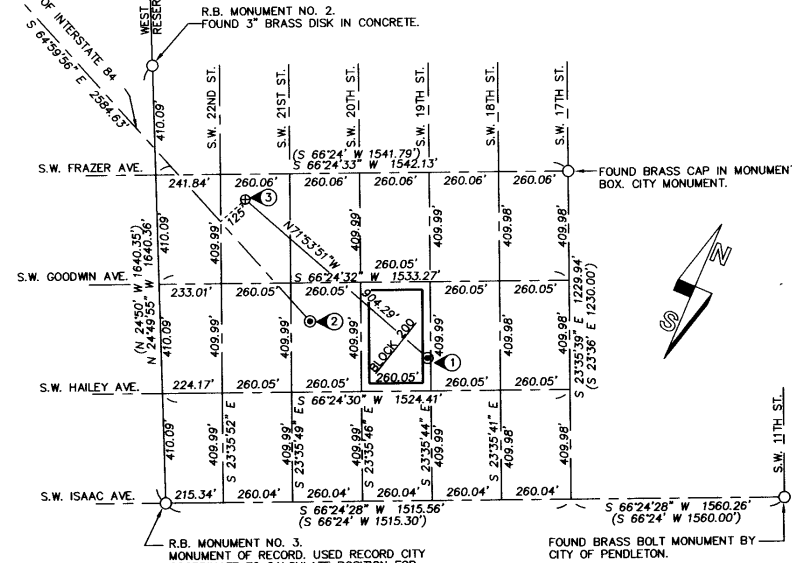 OF INTERSTATE 84
S 64°59'56" E 2584.63'
WEST
RESER
R.B. MONUMENT NO. 2.
FOUND 3" BRASS DISK IN CONCRETE.
410.09'
S.W. 22ND ST.
S.W. 21ST ST.
S.W. 20TH ST.
S.W. 19TH ST.
S.W. 18TH ST.
S.W. 17TH ST.
(S 66°24' W 1541.79')
S 66°24'33" W 1542.13'
S.W. FRAZER AVE.
241.84' 260.06' 260.06' 260.06' 260.06' 260.06'
FOUND BRASS CAP IN MONUMENT
BOX. CITY MONUMENT.
3
125'
N71°53'51"W
410.09' 409.99' 409.99' 409.99' 409.99' 409.98' 409.98'
(N 24°50' W 1640.35')
N 24°49'55" W 1640.36'
260.05'
S 66°24'32" W 1533.27'
S.W. GOODWIN AVE.
233.01' 260.05' 260.05' 260.05' 260.05'
904.29'
N
S
S 23°35'39" E 1229.94'
(S 23°36' E 1230.00')
2
BLOCK 200
1
410.09' 409.99' 409.99' 409.99' 409.99' 409.98' 409.98'
S.W. HAILEY AVE.
224.17' 260.05' 260.05' 260.05' 260.05' 260.05'
S 66°24'30" W 1524.41'
S 23°35'52" E
S 23°35'49" E
S 23°35'46" E
S 23°35'44" E
S 23°35'41" E
410.09' 409.99' 409.99' 409.99' 409.99' 409.98' 409.98'
S.W. 11TH ST.
S.W. ISAAC AVE.
215.34' 260.04' 260.04' 260.04' 260.04' 260.04'
S 66°24'28" W 1515.56'
(S 66°24' W 1515.30')
S 66°24'28" W 1560.26'
(S 66°24' W 1560.00')
R.B. MONUMENT NO. 3.
MONUMENT OF RECORD. USED RECORD CITY
FOUND BRASS BOLT MONUMENT BY
CITY OF PENDLETON.